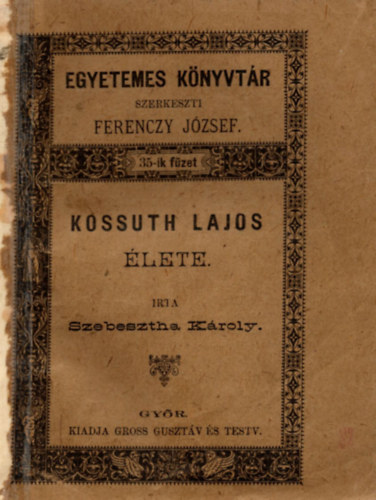 EGYETEMES KÖNYVTÁR
SZERKESZTI
FERENCZY JÓZSEF.
35-ik füzet
KOSSUTH LAJOS
ÉLETE.
IRTA
Szebesztha Károly.
GYŐR.
KIADJA GROSS GUSZTÁV ÉS TESTV.